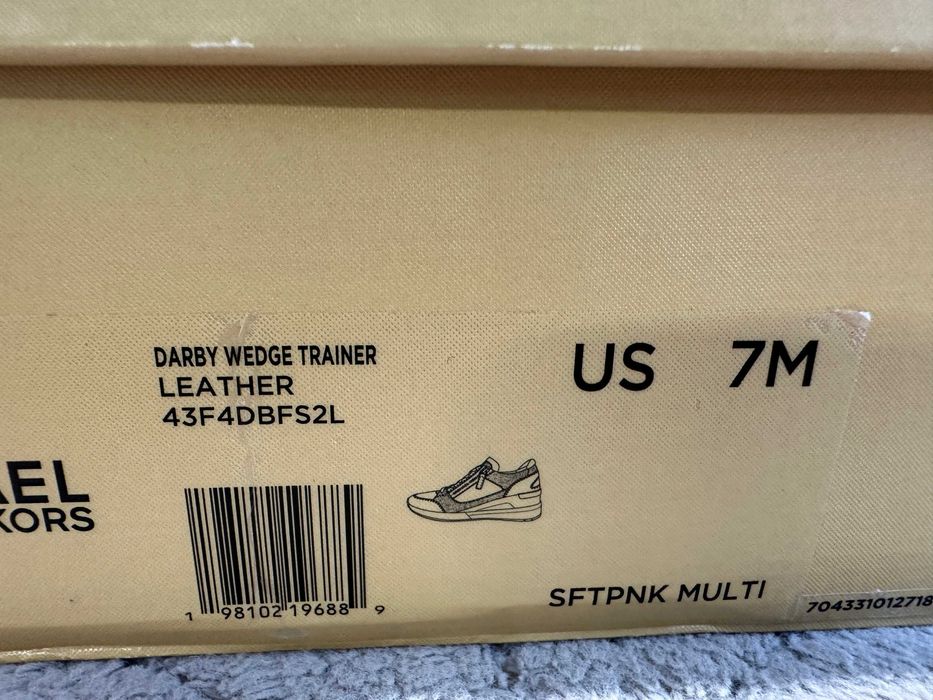 DARBY WEDGE TRAINER
LEATHER
43F4DBFS2L
US 7M
AEL
KORS
1 98102 19688 9
SFTPNK MULTI
704331012718